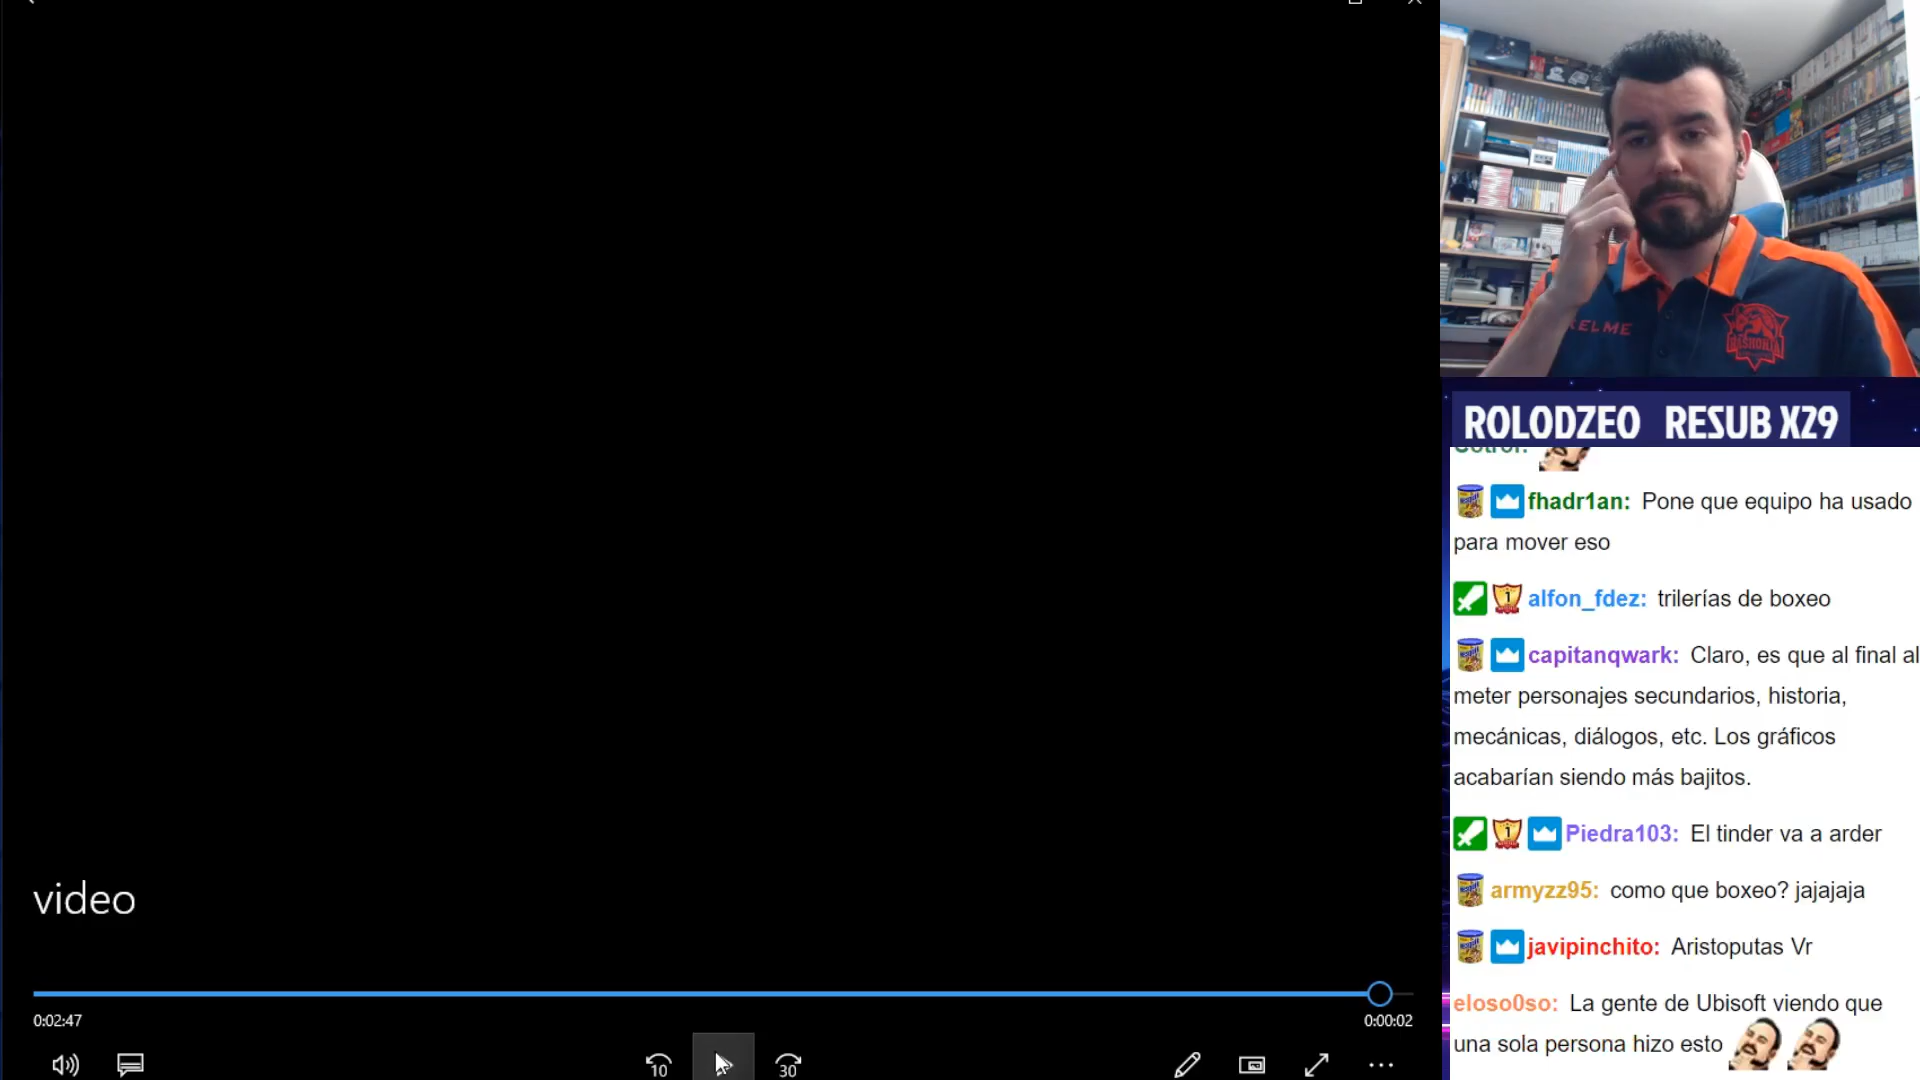 KELME
BASKONIA
ROLODZEO RESUB X29
Cotrof:
fhadr1an: Pone que equipo ha usado
para mover eso
alfon_fdez: trilerías de boxeo
capitanqwark: Claro, es que al final al
meter personajes secundarios, historia,
mecánicas, diálogos, etc. Los gráficos
acabarían siendo más bajitos.
Piedra103: El tinder va a arder
armyzz95: como que boxeo? jajajaja
javipinchito: Aristoputas Vr
eloso0so: La gente de Ubisoft viendo que
una sola persona hizo esto
video
0:02:47
0:00:02
10
30